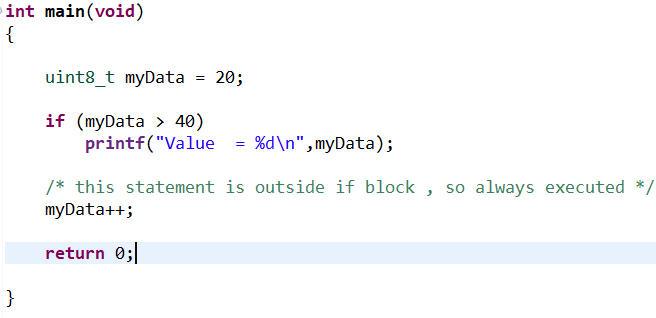 int main(void)
{
uint8_t myData = 20;
if (myData > 40)
printf("Value  = %d\n",myData);
/* this statement is outside if block , so always executed */
myData++;
return 0;
}